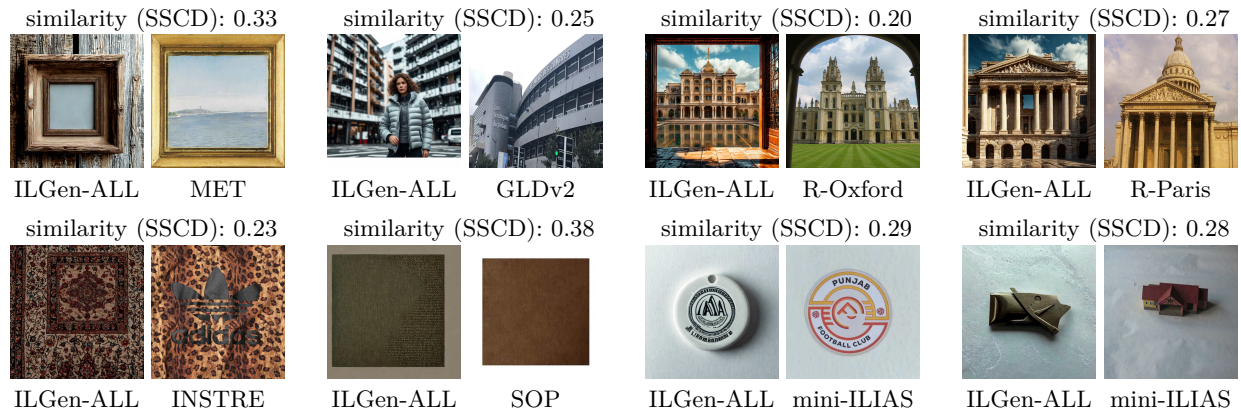 similarity (SSCD): 0.33
similarity (SSCD): 0.25
similarity (SSCD): 0.20
similarity (SSCD): 0.27
ILGen-ALL MET
ILGen-ALL GLDv2
ILGen-ALL R-Oxford
ILGen-ALL R-Paris
similarity (SSCD): 0.23
similarity (SSCD): 0.38
similarity (SSCD): 0.29
similarity (SSCD): 0.28
adidas
PUNJAB
FOOTBALL CLUB
ILGen-ALL INSTRE
ILGen-ALL SOP
ILGen-ALL mini-ILIAS
ILGen-ALL mini-ILIAS